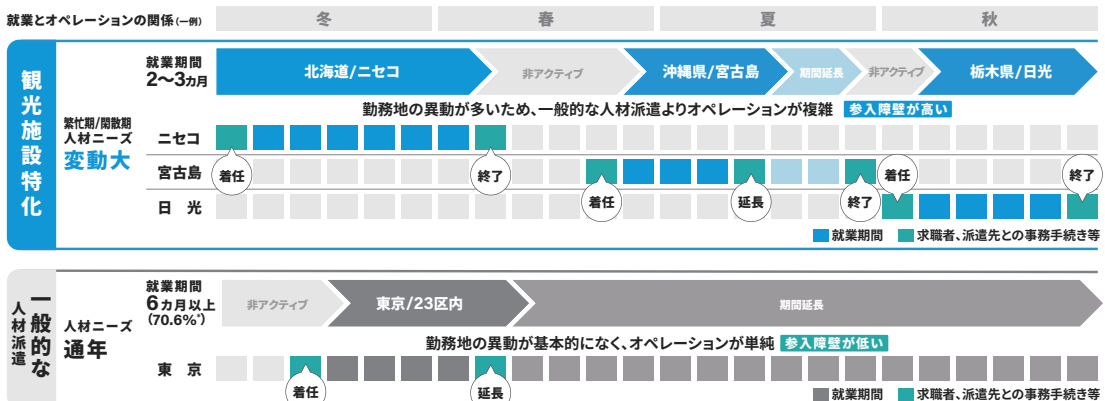 就業とオペレーションの関係(一例)
冬
春
夏
秋
観光施設特化
就業期間
2〜3カ月
北海道/ニセコ
非アクティブ
沖縄県/宮古島
期間延長
非アクティブ
栃木県/日光
勤務地の異動が多いため、一般的な人材派遣よりオペレーションが複雑 参入障壁が高い
繁忙期/閑散期
人材ニーズ
変動大
ニセコ
着任
終了
宮古島
着任
延長
終了
日 光
着任
終了
就業期間
求職者、派遣先との事務手続き等
一般的な
人材派遣
人材ニーズ
通年
就業期間
6カ月以上
(70.6%*)
非アクティブ
東京/23区内
期間延長
勤務地の異動が基本的になく、オペレーションが単純 参入障壁が低い
東 京
着任
延長
就業期間
求職者、派遣先との事務手続き等